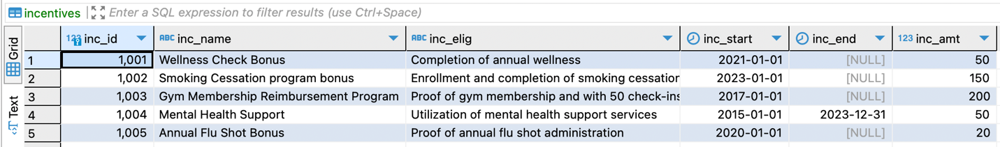 incentives Enter a SQL expression to filter results (use Ctrl+Space)
Grid
Text
123 inc_id ABC inc_name ABC inc_elig inc_start inc_end 123 inc_amt
1 1,001 Wellness Check Bonus Completion of annual wellness 2021-01-01 [NULL] 50
2 1,002 Smoking Cessation program bonus Enrollment and completion of smoking cessation 2023-01-01 [NULL] 150
3 1,003 Gym Membership Reimbursement Program Proof of gym membership and with 50 check-ins 2017-01-01 [NULL] 200
4 1,004 Mental Health Support Utilization of mental health support services 2015-01-01 2023-12-31 50
5 1,005 Annual Flu Shot Bonus Proof of annual flu shot administration 2020-01-01 [NULL] 20